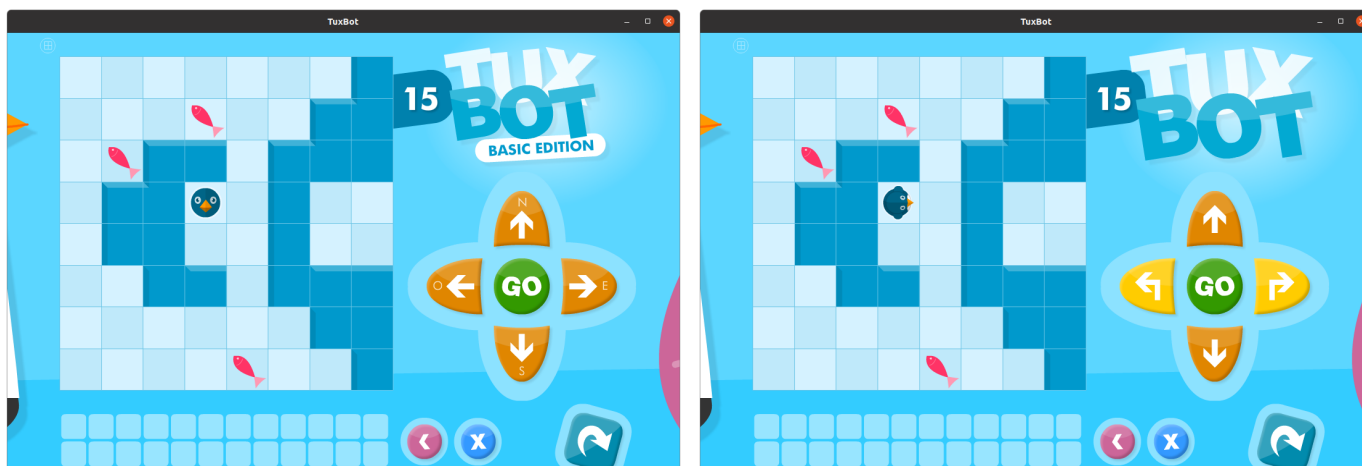 TuxBot
15
TUX
BOT
BASIC EDITION
N
O GO E
S
X
TuxBot
15
TUX
BOT
GO
X